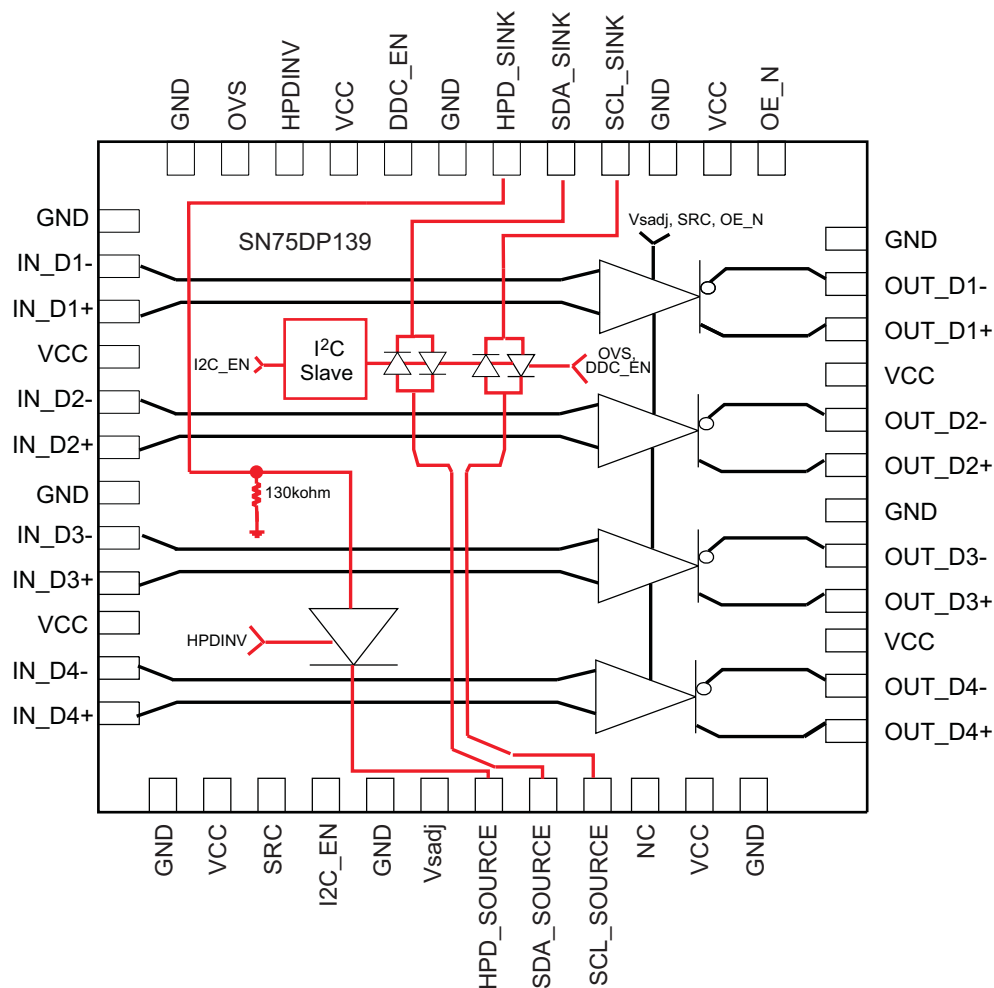 GND
OVS
HPDINV
VCC
DDC_EN
GND
HPD_SINK
SDA_SINK
SCL_SINK
GND
VCC
OE_N
GND
IN_D1-
IN_D1+
VCC
IN_D2-
IN_D2+
GND
IN_D3-
IN_D3+
VCC
IN_D4-
IN_D4+
SN75DP139
Vsadj, SRC, OE_N
I2C_EN
I²C
Slave
OVS,
DDC_EN
130kohm
HPDINV
GND
OUT_D1-
OUT_D1+
VCC
OUT_D2-
OUT_D2+
GND
OUT_D3-
OUT_D3+
VCC
OUT_D4-
OUT_D4+
GND
VCC
SRC
I2C_EN
GND
Vsadj
HPD_SOURCE
SDA_SOURCE
SCL_SOURCE
NC
VCC
GND